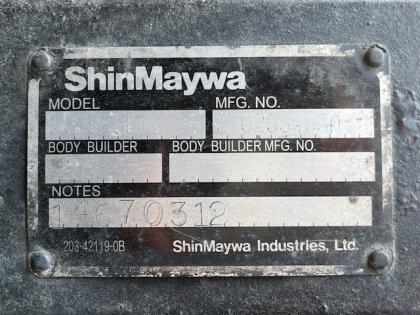 ShinMaywa
MODEL MFG. NO.
BODY BUILDER BODY BUILDER MFG. NO.
NOTES
14670312
203-42119-0B ShinMaywa Industries, Ltd.